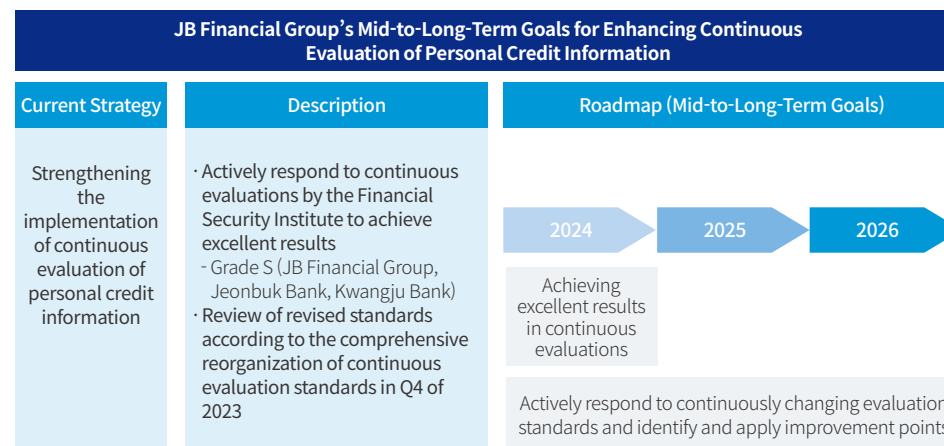 JB Financial Group's Mid-to-Long-Term Goals for Enhancing Continuous
Evaluation of Personal Credit Information
Current Strategy
Strengthening
the
implementation
of continuous
evaluation of
personal credit
information
Description
· Actively respond to continuous
evaluations by the Financial
Security Institute to achieve
excellent results
- Grade S (JB Financial Group,
Jeonbuk Bank, Kwangju Bank)
· Review of revised standards
according to the comprehensive
reorganization of continuous
evaluation standards in Q4 of
2023
Roadmap (Mid-to-Long-Term Goals)
2024
2025
2026
Achieving
excellent results
in continuous
evaluations
Actively respond to continuously changing evaluation
standards and identify and apply improvement points